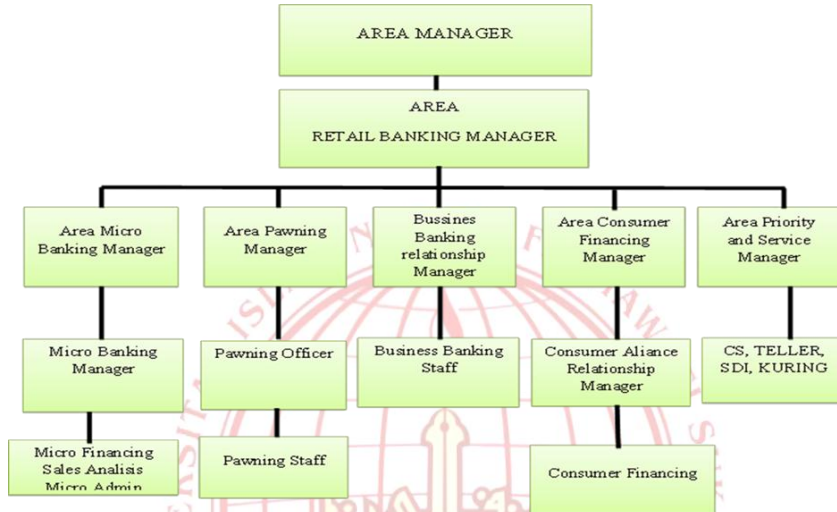 AREA MANAGER
AREA
RETAIL BANKING MANAGER
Area Micro
Banking Manager
Area Pawning
Manager
Bussines
Banking
relationship
Manager
Area Consumer
Financing
Manager
Area Priority
and Service
Manager
Micro Banking
Manager
Pawning Officer
Business Banking
Staff
Consumer Aliance
Relationship
Manager
CS, TELLER,
SDI, KURING
Micro Financing
Sales Analisis
Micro Admin
Pawning Staff
Consumer Financing